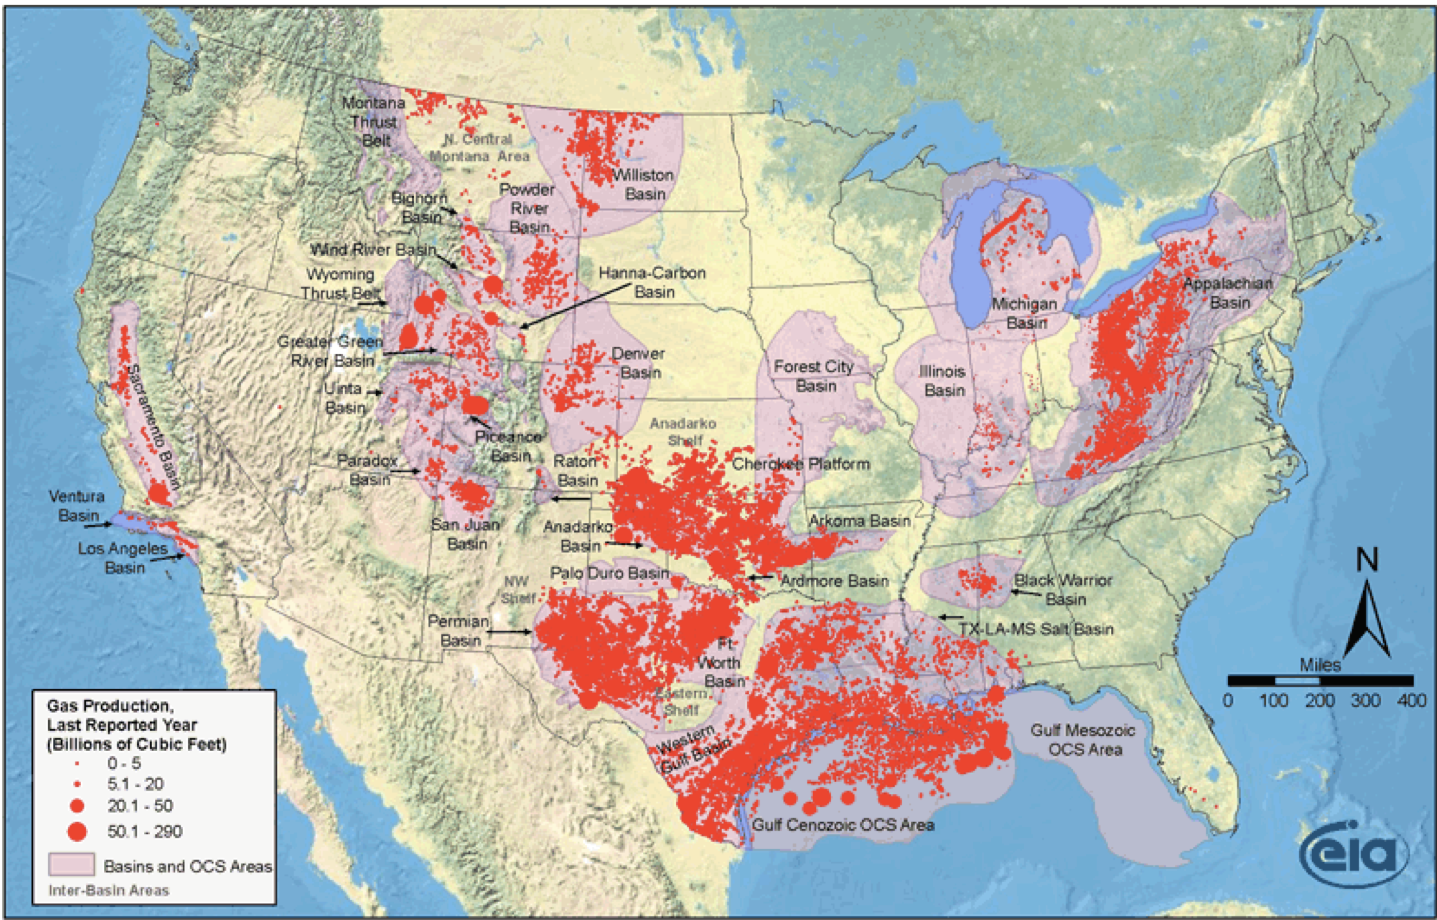 Montana
Thrust
Belt
N. Central
Montana Area
Williston
Basin
Bighorn
Basin
Powder
River
Basin
Wind River Basin
Wyoming
Thrust Belt
Hanna-Carbon
Basin
Greater Green
River Basin
Denver
Basin
Uinta
Basin
Piceance
Basin
Paradox
Basin
San Juan
Basin
Raton
Basin
Sacramento Basin
Ventura
Basin
Los Angeles
Basin
Anadarko
Shelf
Forest City
Basin
Cherokee Platform
Illinois
Basin
Michigan
Basin
Appalachian
Basin
Anadarko
Basin
Arkoma Basin
Palo Duro Basin
Ardmore Basin
NW
Shelf
Permian
Basin
Ft.
Worth
Basin
Eastern
Shelf
Western
Gulf Basin
Black Warrior
Basin
TX-LA-MS Salt Basin
Gulf Mesozoic
OCS Area
Gulf Cenozoic OCS Area
N
Miles
0 100 200 300 400
Gas Production,
Last Reported Year
(Billions of Cubic Feet)
0 - 5
5.1 - 20
20.1 - 50
50.1 - 290
Basins and OCS Areas
Inter-Basin Areas
eia